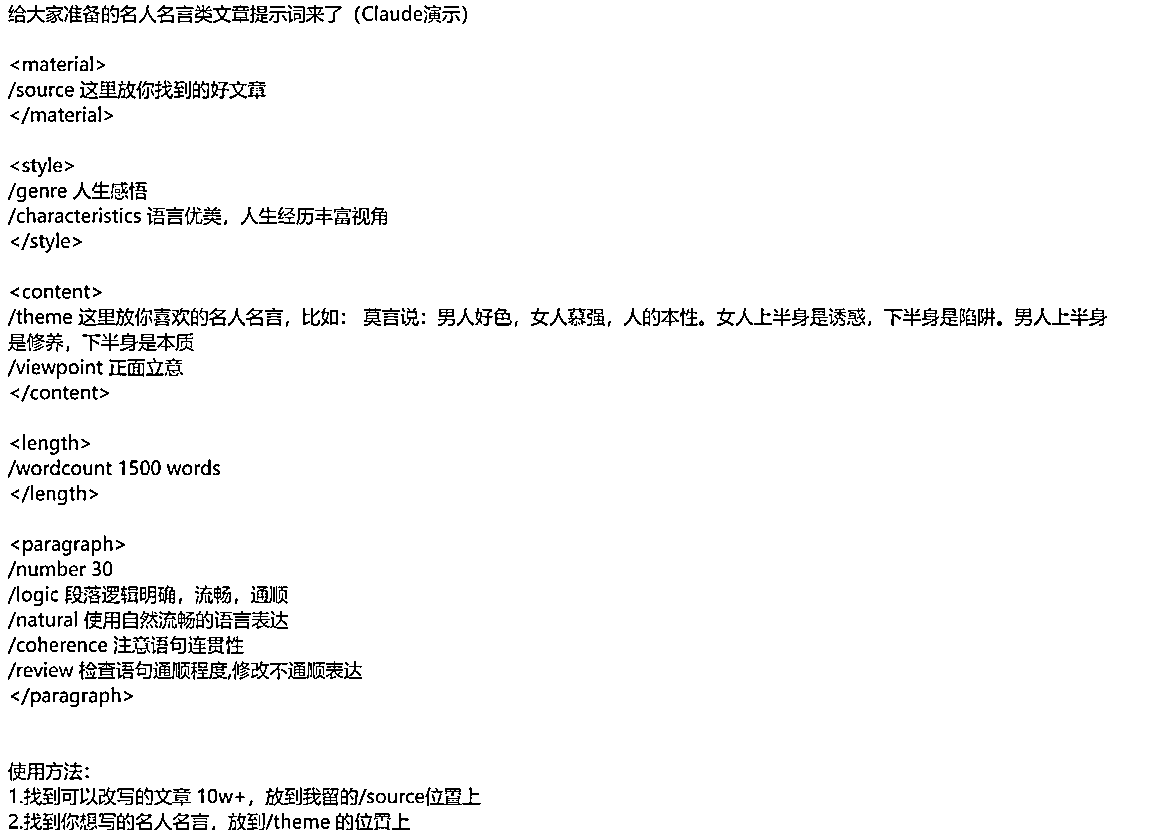 给大家准备的名人名言类文章提示词来了（Claude演示）
<material>
/source 这里放你找到的好文章
</material>
<style>
/genre 人生感悟
/characteristics 语言优美，人生经历丰富视角
</style>
<content>
/theme 这里放你喜欢的名人名言，比如： 莫言说：男人好色，女人慕强，人的本性。女人上半身是诱惑，下半身是陷阱。男人上半身
是修养，下半身是本质
/viewpoint 正面立意
</content>
<length>
/wordcount 1500 words
</length>
<paragraph>
/number 30
/logic 段落逻辑明确，流畅，通顺
/natural 使用自然流畅的语言表达
/coherence 注意语句连贯性
/review 检查语句通顺程度,修改不通顺表达
</paragraph>
使用方法：
1.找到可以改写的文章 10w+，放到我留的/source位置上
2.找到你想写的名人名言，放到/theme 的位置上